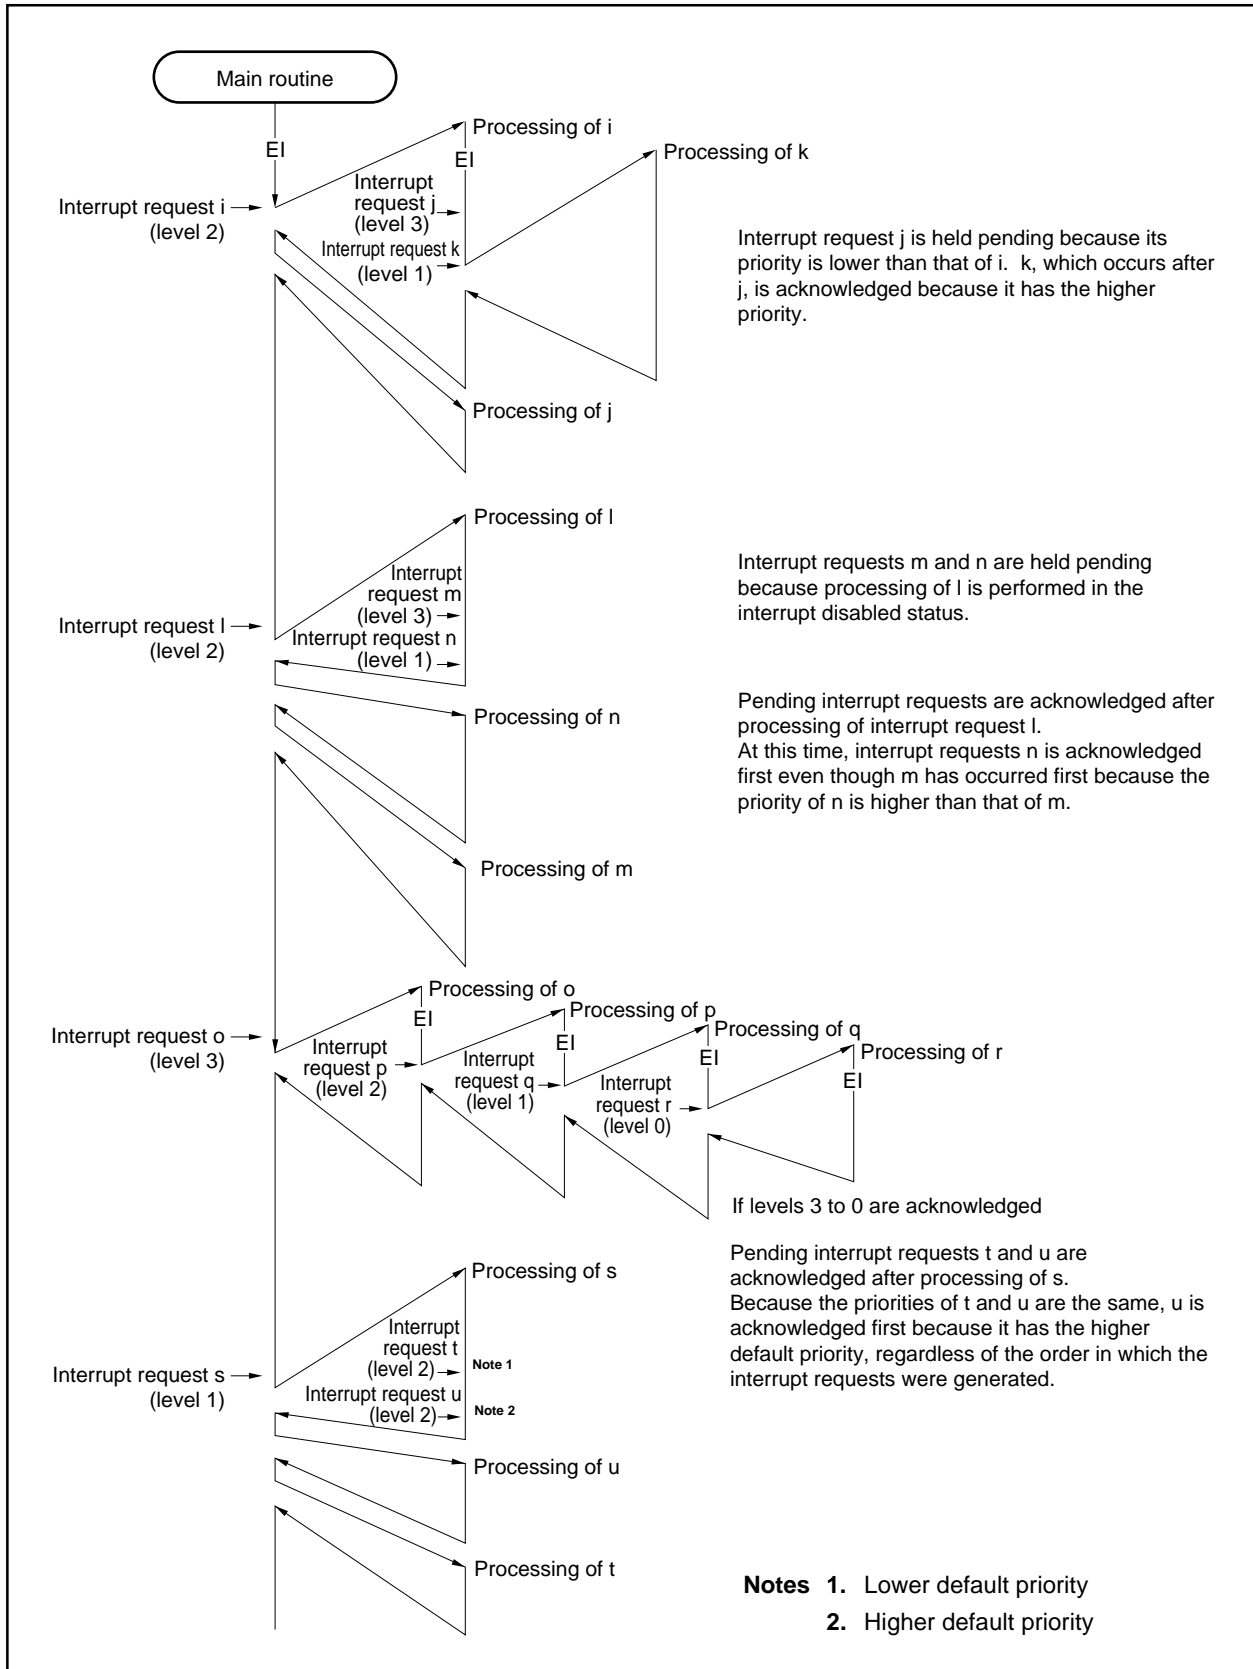 Main routine
EI
Processing of i
EI
Processing of k
Interrupt request i
(level 2)
Interrupt
request j
(level 3)
Interrupt request k
(level 1)
Interrupt request j is held pending because its
priority is lower than that of i. k, which occurs after
j, is acknowledged because it has the higher
priority.
Processing of j
Processing of l
Interrupt request l
(level 2)
Interrupt
request m
(level 3)
Interrupt request n
(level 1)
Interrupt requests m and n are held pending
because processing of l is performed in the
interrupt disabled status.
Processing of n
Pending interrupt requests are acknowledged after
processing of interrupt request l.
At this time, interrupt requests n is acknowledged
first even though m has occurred first because the
priority of n is higher than that of m.
Processing of m
Interrupt request o
(level 3)
Processing of o
EI
Interrupt
request p
(level 2)
Processing of p
EI
Interrupt
request q
(level 1)
Processing of q
EI
Interrupt
request r
(level 0)
Processing of r
EI
If levels 3 to 0 are acknowledged
Processing of s
Interrupt request s
(level 1)
Interrupt
request t
(level 2)
Note 1
Interrupt request u
(level 2)
Note 2
Pending interrupt requests t and u are
acknowledged after processing of s.
Because the priorities of t and u are the same, u is
acknowledged first because it has the higher
default priority, regardless of the order in which the
interrupt requests were generated.
Processing of u
Processing of t
Notes 1. Lower default priority
2. Higher default priority